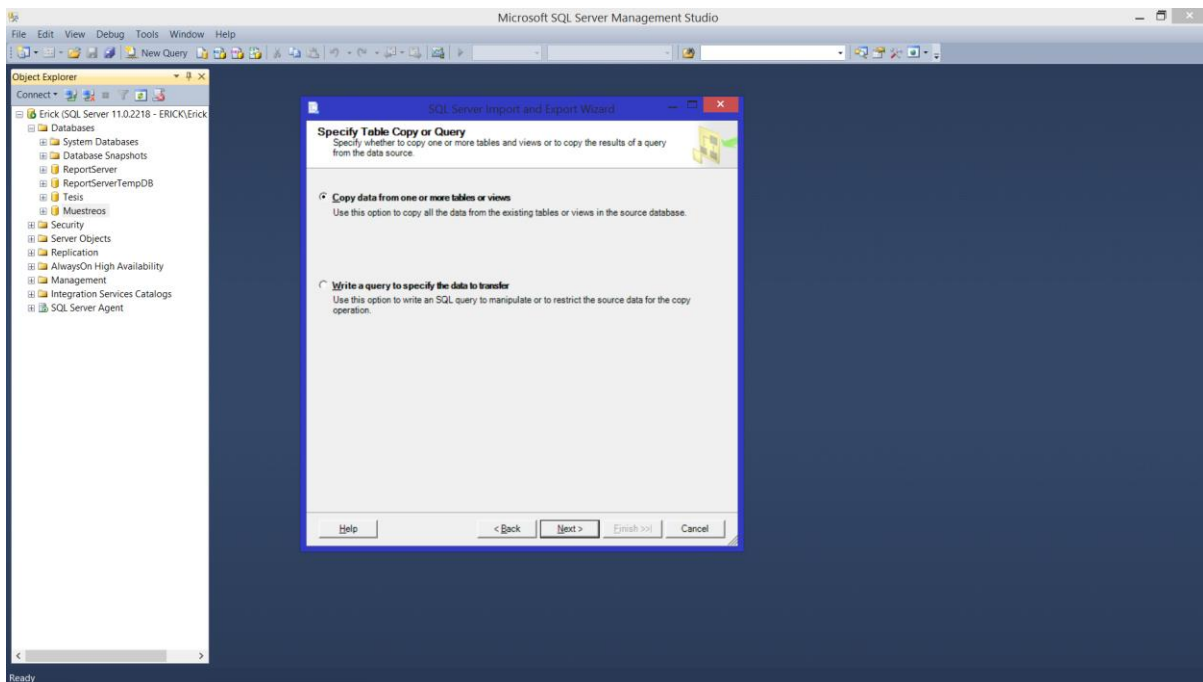 Microsoft SQL Server Management Studio
File Edit View Debug Tools Window Help
New Query
Object Explorer
Connect
Erick (SQL Server 11.0.2218 - ERICK\Erick
Databases
System Databases
Database Snapshots
ReportServer
ReportServerTempDB
Tesis
Muestreos
Security
Server Objects
Replication
AlwaysOn High Availability
Management
Integration Services Catalogs
SQL Server Agent
SQL Server Import and Export Wizard
Specify Table Copy or Query
Specify whether to copy one or more tables and views or to copy the results of a query
from the data source.
Copy data from one or more tables or views
Use this option to copy all the data from the existing tables or views in the source database.
Write a query to specify the data to transfer
Use this option to write an SQL query to manipulate or to restrict the source data for the copy
operation.
Help < Back Next > Finish >>| Cancel
Ready